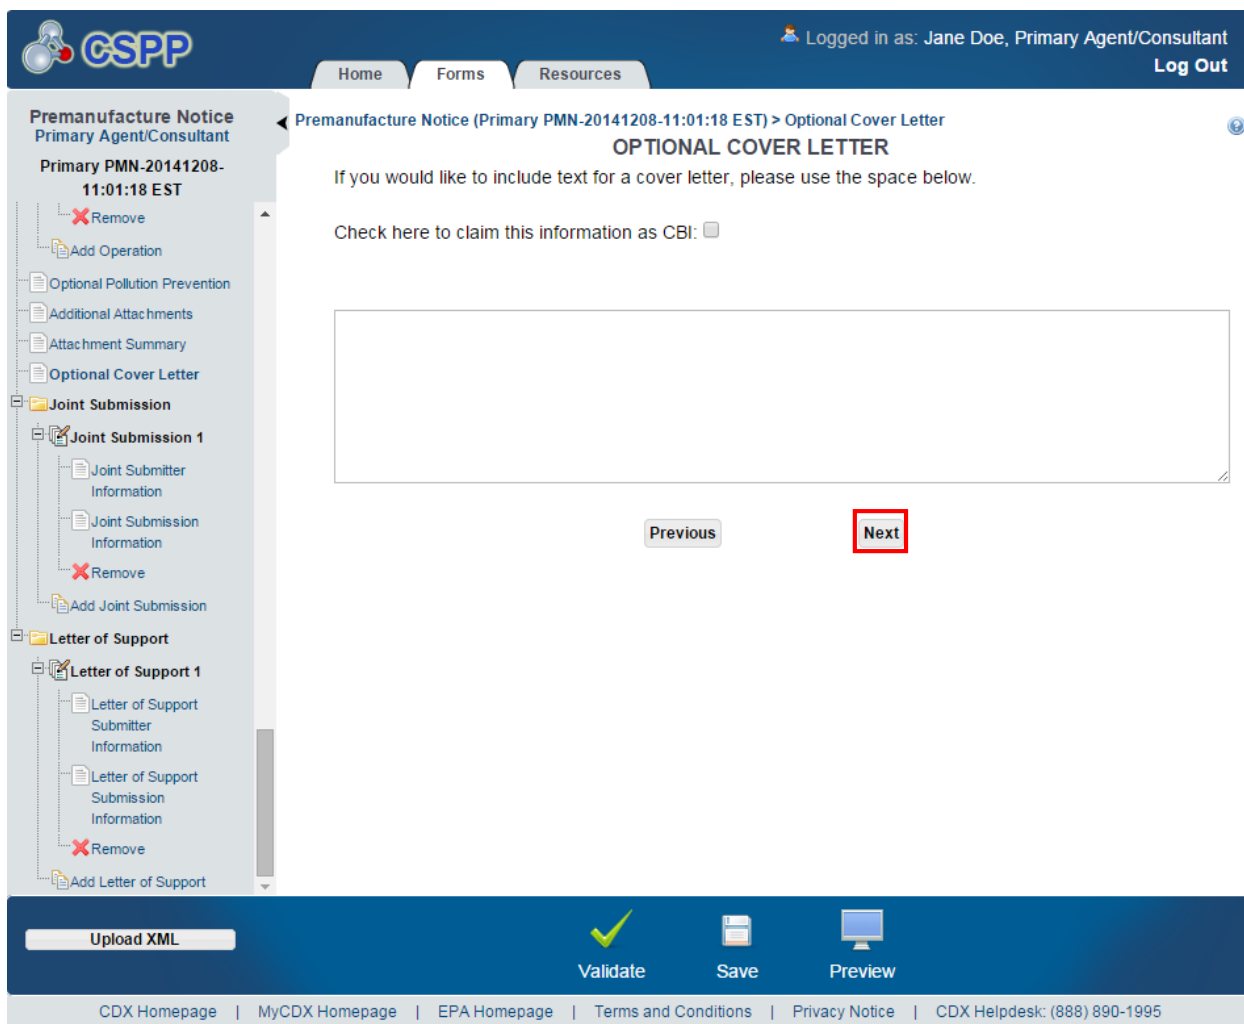 CSPP
Logged in as: Jane Doe, Primary Agent/Consultant
Log Out
Home
Forms
Resources
Premanufacture Notice
Primary Agent/Consultant
Primary PMN-20141208-
11:01:18 EST
Remove
Add Operation
Optional Pollution Prevention
Additional Attachments
Attachment Summary
Optional Cover Letter
Joint Submission
Joint Submission 1
Joint Submitter
Information
Joint Submission
Information
Remove
Add Joint Submission
Letter of Support
Letter of Support 1
Letter of Support
Submitter
Information
Letter of Support
Submission
Information
Remove
Add Letter of Support
Premanufacture Notice (Primary PMN-20141208-11:01:18 EST) > Optional Cover Letter
OPTIONAL COVER LETTER
If you would like to include text for a cover letter, please use the space below.
Check here to claim this information as CBI:
Previous
Next
Upload XML
Validate
Save
Preview
CDX Homepage | MyCDX Homepage | EPA Homepage | Terms and Conditions | Privacy Notice | CDX Helpdesk: (888) 890-1995